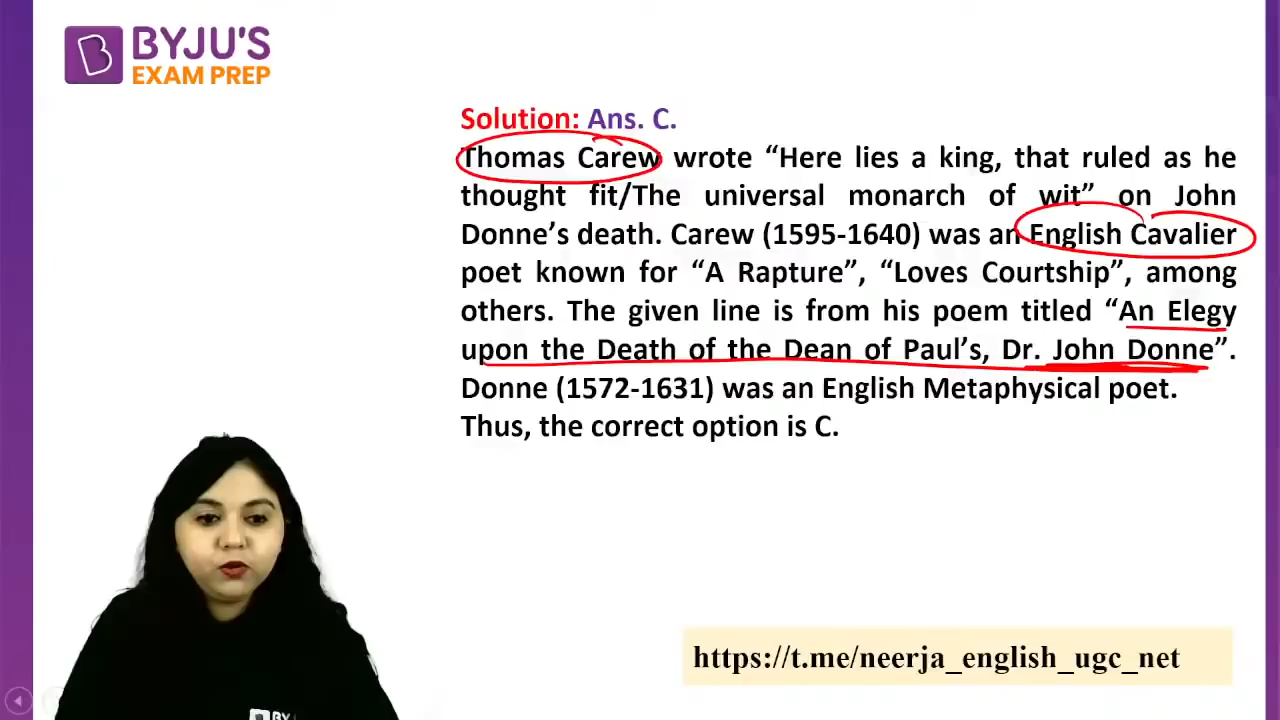 BYJU'S
EXAM PREP
Solution: Ans. C.
Thomas Carew wrote “Here lies a king, that ruled as he
thought fit/The universal monarch of wit” on John
Donne’s death. Carew (1595-1640) was an English Cavalier
poet known for “A Rapture”, “Loves Courtship”, among
others. The given line is from his poem titled “An Elegy
upon the Death of the Dean of Paul’s, Dr. John Donne”.
Donne (1572-1631) was an English Metaphysical poet.
Thus, the correct option is C.
https://t.me/neerja_english_ugc_net
BYJU'S